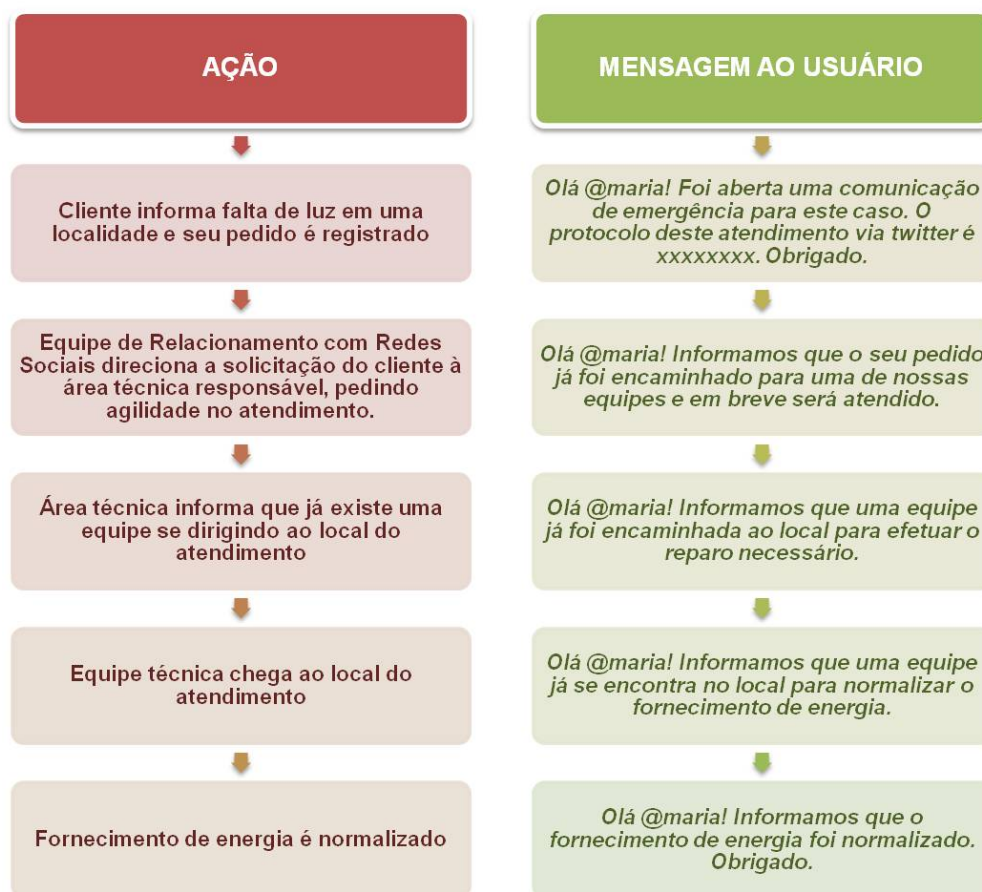 AÇÃO
Cliente informa falta de luz em uma
localidade e seu pedido é registrado
Equipe de Relacionamento com Redes
Sociais direciona a solicitação do cliente à
área técnica responsável, pedindo
agilidade no atendimento.
Área técnica informa que já existe uma
equipe se dirigindo ao local do
atendimento
Equipe técnica chega ao local do
atendimento
Fornecimento de energia é normalizado
MENSAGEM AO USUÁRIO
Olá @maria! Foi aberta uma comunicação
de emergência para este caso. O
protocolo deste atendimento via twitter é
xxxxxxxx. Obrigado.
Olá @maria! Informamos que o seu pedido
já foi encaminhado para uma de nossas
equipes e em breve será atendido.
Olá @maria! Informamos que uma equipe
já foi encaminhada ao local para efetuar o
reparo necessário.
Olá @maria! Informamos que uma equipe
já se encontra no local para normalizar o
fornecimento de energia.
Olá @maria! Informamos que o
fornecimento de energia foi normalizado.
Obrigado.